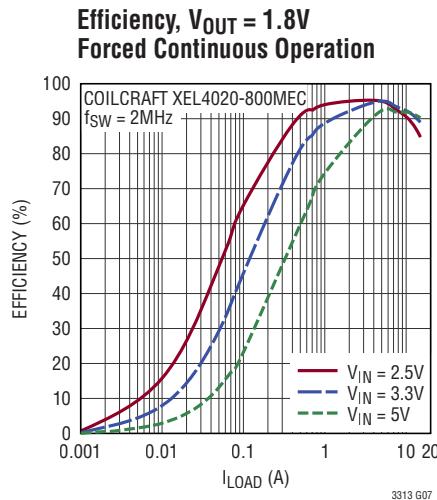 Efficiency, VOUT = 1.8V
Forced Continuous Operation
100
90
80
70
60
50
40
30
20
10
0
EFFICIENCY (%)
COILCRAFT XEL4020-800MEC
fSW = 2MHz
VIN = 2.5V
VIN = 3.3V
VIN = 5V
0.001 0.01 0.1 1 10 20
ILOAD (A)
3313 G07